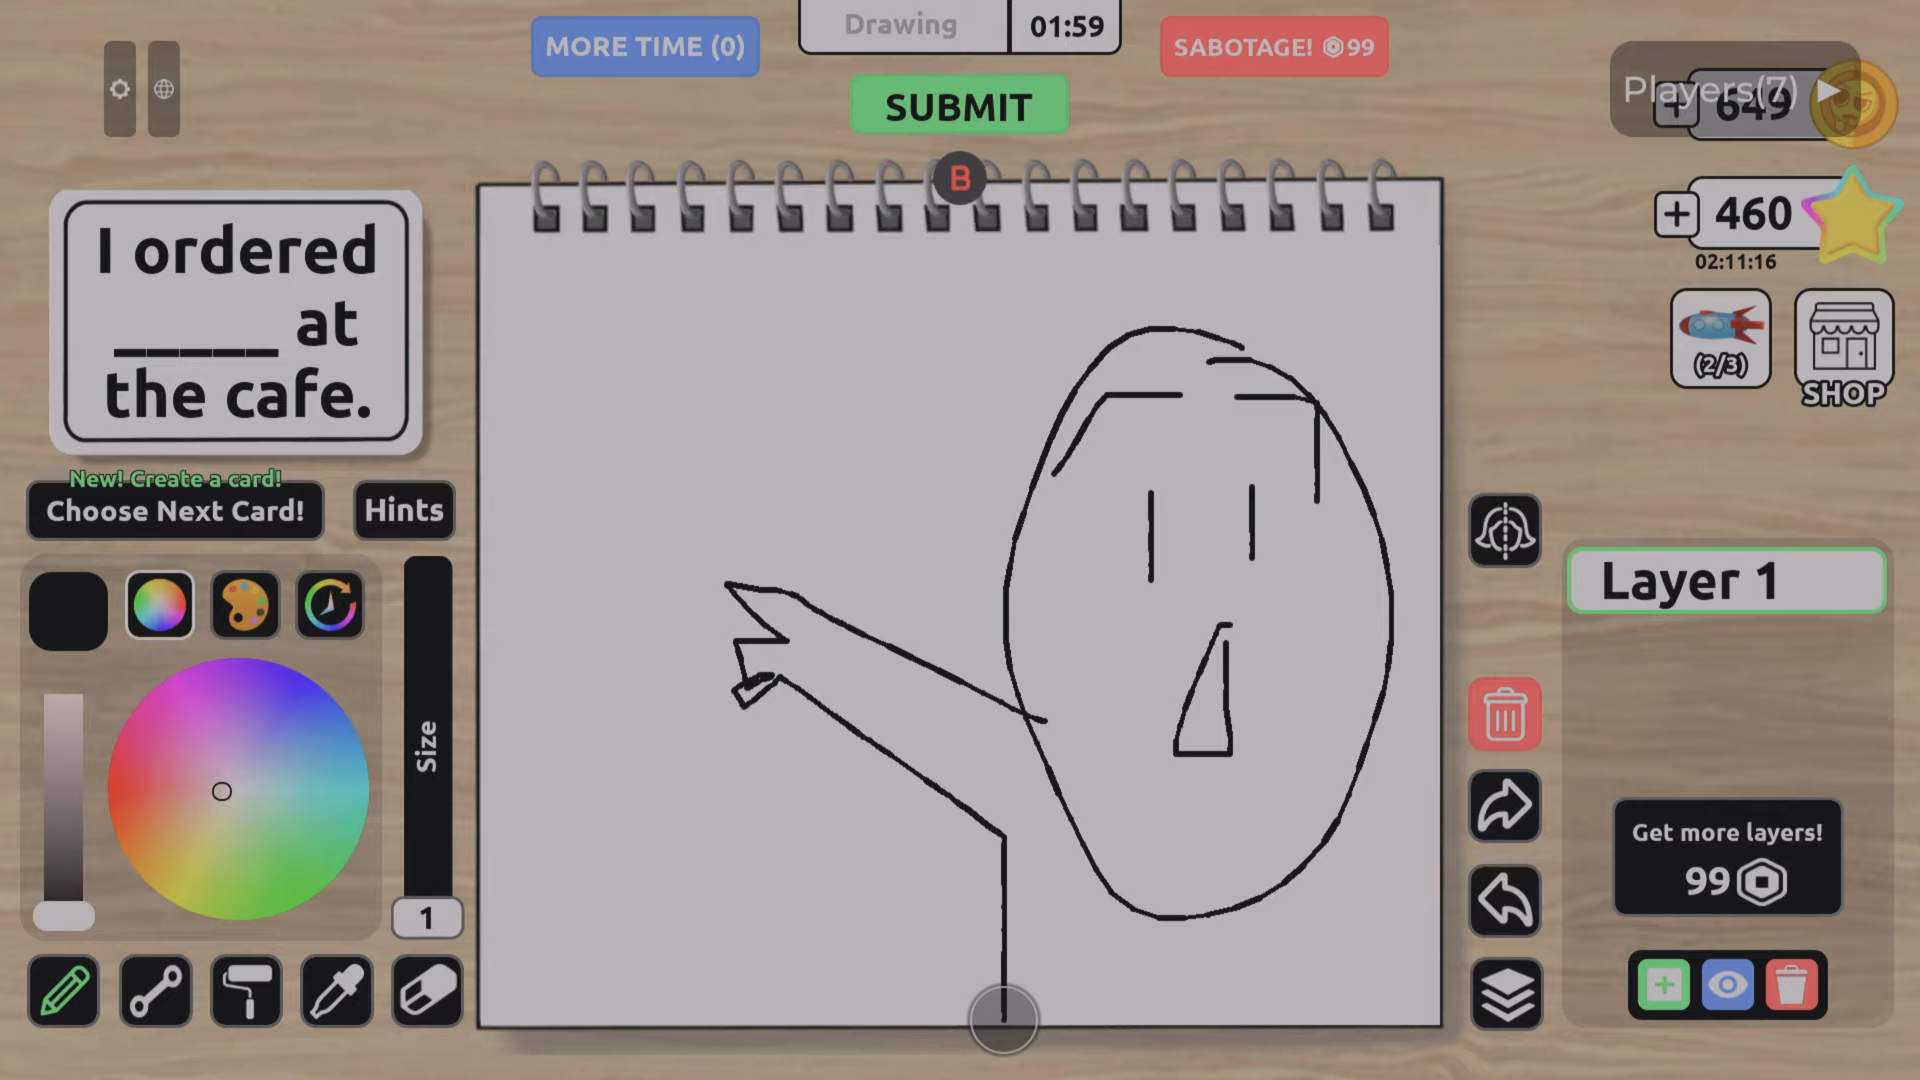 Drawing
01:59
MORE TIME (0)
SABOTAGE! 99
SUBMIT
Players(7)
649
B
I ordered
_____ at
the cafe.
460
02:11:16
(2/3)
SHOP
New! Create a card!
Choose Next Card!
Hints
Layer 1
Size
1
Get more layers!
99